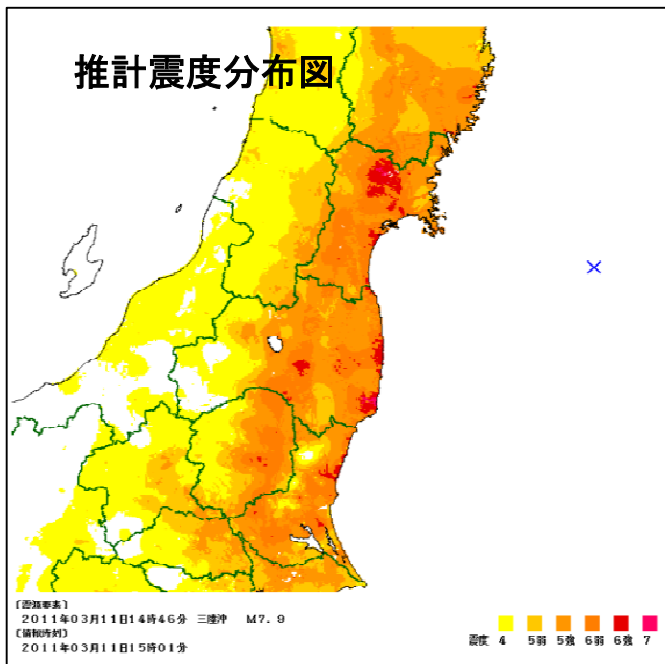 推計震度分布図
[震源要素]
2011年03月11日14時46分 三陸沖 M7.9
[情報時刻]
2011年03月11日15時01分
震度 4 5弱 5強 6弱 6強 7